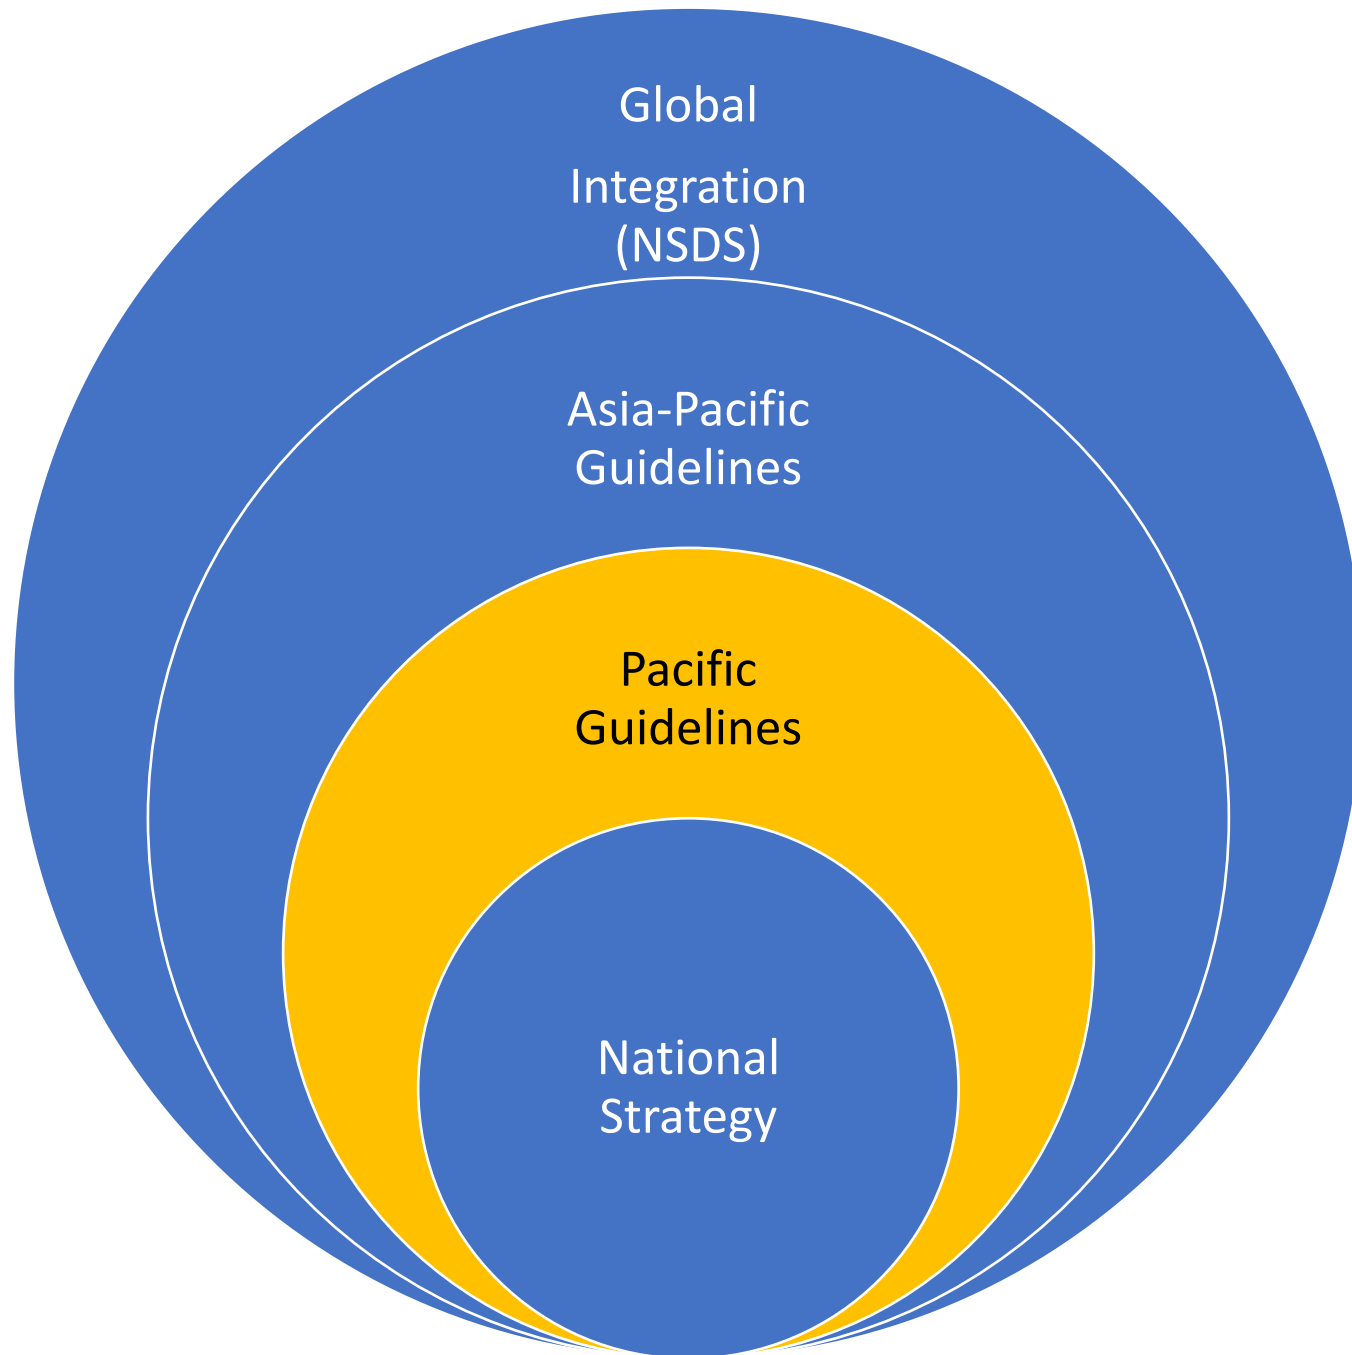 Global
Integration
(NSDS)
Asia-Pacific
Guidelines
Pacific
Guidelines
National
Strategy